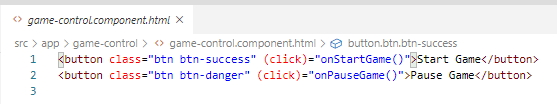 <> game-control.component.html ×
src > app > game-control > <> game-control.component.html > button.btn.btn-success
1 <button class="btn btn-success" (click)="onStartGame()">Start Game</button>
2 <button class="btn btn-danger" (click)="onPauseGame()">Pause Game</button>